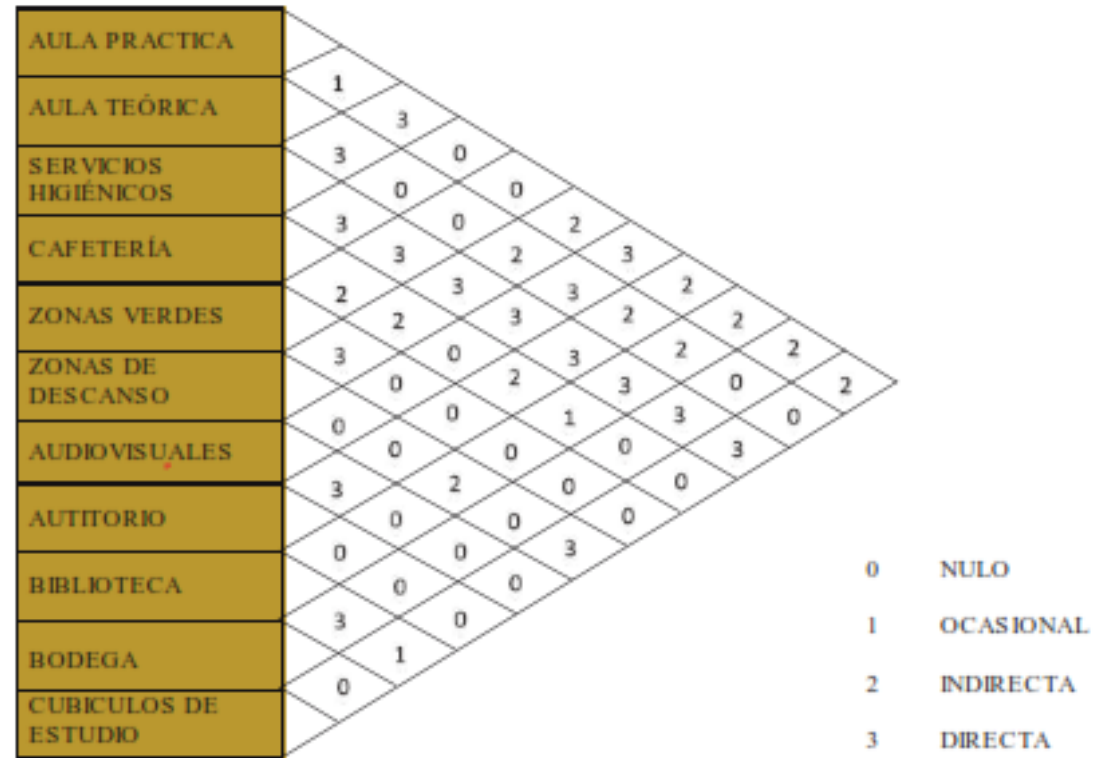 AULA PRACTICA
1
AULA TEÓRICA
3
3 0
SERVICIOS
HIGIÉNICOS
0 0
3 0 2
CAFETERÍA
3 2 3
2 3 3 2
ZONAS VERDES
2 3 2 2
3 0 3 2 2
ZONAS DE
DESCANSO
0 2 3 0 2
0 0 1 3 0
AUDIOVISUALES
0 0 0 3
3 2 0 0
AUTITORIO
0 0 0
0 0 3
BIBLIOTECA
0 0
3 0
BODEGA
1
0
CUBICULOS DE
ESTUDIO
0 NULO
1 OCASIONAL
2 INDIRECTA
3 DIRECTA